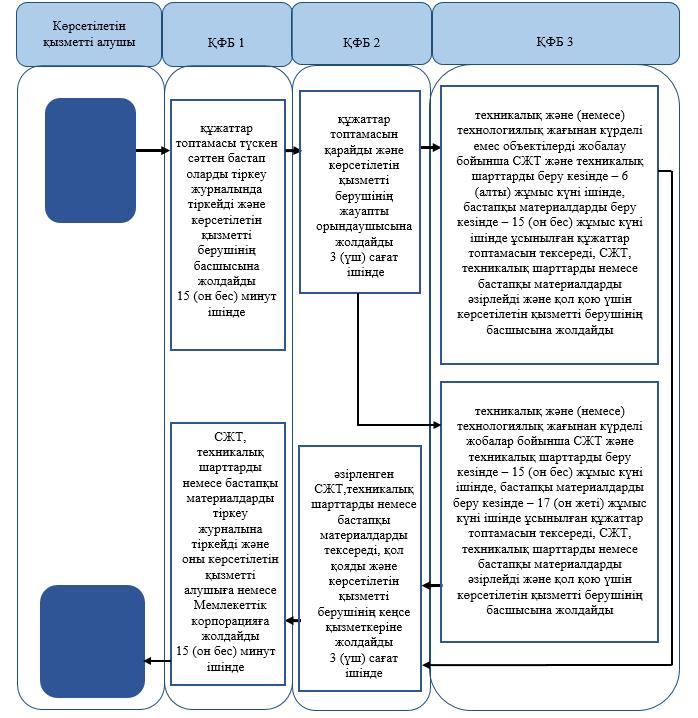 Көрсетілетін
қызметті алушы
ҚФБ 1
ҚФБ 2
ҚФБ 3
құжаттар
топтамасы түскен
сәттен бастап
оларды тіркеу
журналында
тіркейді және
көрсетілетін
қызметті
берушінің
басшысына
жолдайды
15 (он бес) минут
ішінде
құжаттар
топтамасын
қарайды және
көрсетілетін
қызметті
берушінің
жауапты
орындаушысына
жолдайды
3 (үш) сағат
ішінде
техникалық және (немесе)
технологиялық жағынан күрделі
емес объектілерді жобалау
бойынша СЖТ және техникалық
шарттарды беру кезінде – 6
(алты) жұмыс күні ішінде,
бастапқы материалдарды беру
кезінде – 15 (он бес) жұмыс күні
ішінде ұсынылған құжаттар
топтамасын тексереді, СЖТ,
техникалық шарттарды немесе
бастапқы материалдарды
әзірлейді және қол қою үшін
көрсетілетін қызметті берушінің
басшысына жолдайды
СЖТ,
техникалық
шарттарды
немесе бастапқы
материалдарды
тіркеу
журналына
тіркейді және
оны көрсетілетін
қызметті
алушыға немесе
Мемлекеттік
корпорацияға
жолдайды
15 (он бес) минут
ішінде
әзірленген
СЖТ,техникалық
шарттарды немесе
бастапқы
материалдарды
тексереді, қол
қояды және
көрсетілетін
қызметті
берушінің кеңсе
қызметкеріне
жолдайды
3 (үш) сағат
ішінде
техникалық және (немесе)
технологиялық жағынан күрделі
жобалар бойынша СЖТ және
техникалық шарттарды беру
кезінде – 15 (он бес) жұмыс күні
ішінде, бастапқы материалдарды
беру кезінде – 17 (он жеті) жұмыс
күні ішінде ұсынылған құжаттар
топтамасын тексереді, СЖТ,
техникалық шарттарды немесе
бастапқы материалдарды
әзірлейді және қол қою үшін
көрсетілетін қызметті берушінің
басшысына жолдайды